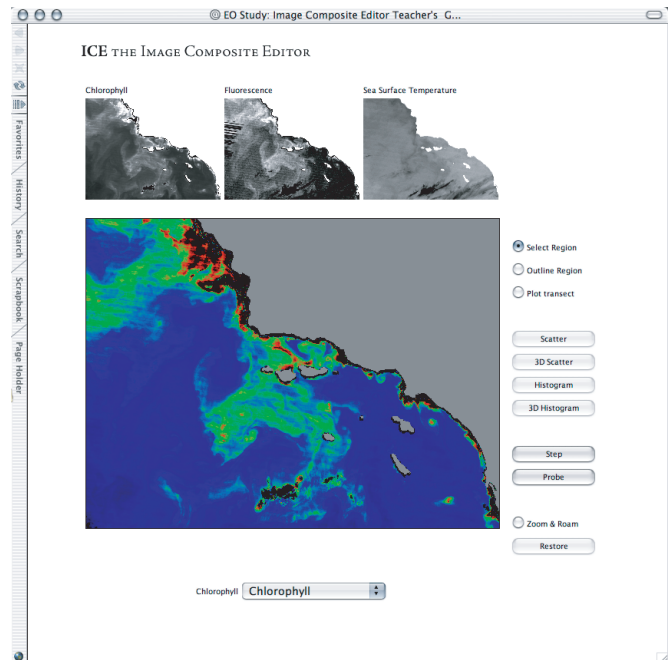 @ EO Study: Image Composite Editor Teacher's G...
ICE THE IMAGE COMPOSITE EDITOR
Chlorophyll
Fluorescence
Sea Surface Temperature
Favorites
History
Search
Scrapbook
Page Holder
Select Region
Outline Region
Plot transect
Scatter
3D Scatter
Histogram
3D Histogram
Step
Probe
Zoom & Roam
Restore
Chlorophyll Chlorophyll